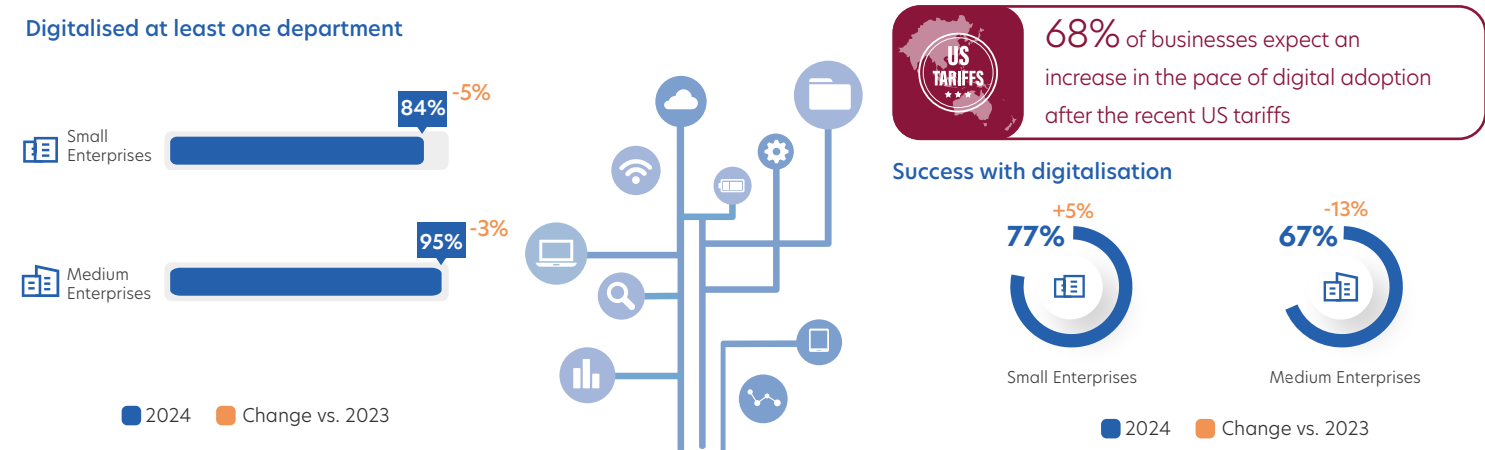 Digitalised at least one department
84%
-5%
Small
Enterprises
95%
-3%
Medium
Enterprises
2024
Change vs. 2023
US
TARIFFS
68% of businesses expect an
increase in the pace of digital adoption
after the recent US tariffs
Success with digitalisation
+5%
77%
Small Enterprises
-13%
67%
Medium Enterprises
2024
Change vs. 2023